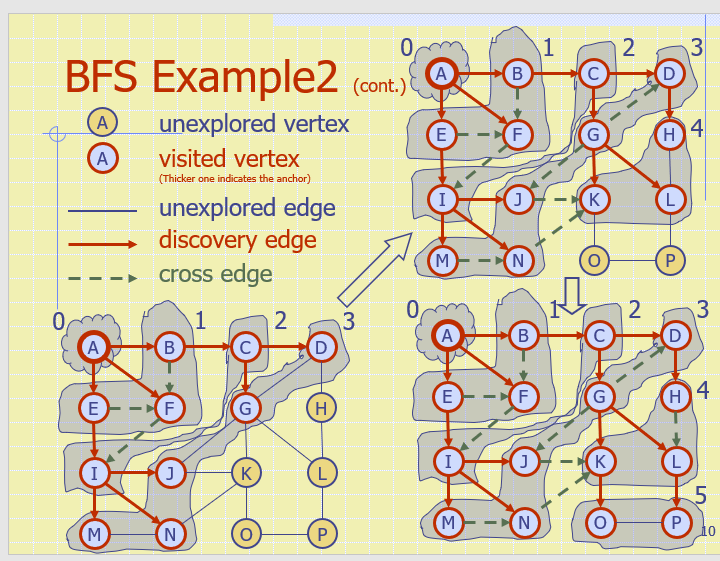 BFS Example2 (cont.)
A unexplored vertex
A visited vertex
(Thicker one indicates the anchor)
unexplored edge
discovery edge
cross edge
0 1 2 3
A B C D
E F G H 4
I J K L
M N O P
0 1 2 3
A B C D
E F G H
I J K L
M N O P
0 1 2 3
A B C D
E F G H 4
I J K L
5
M N O P
10